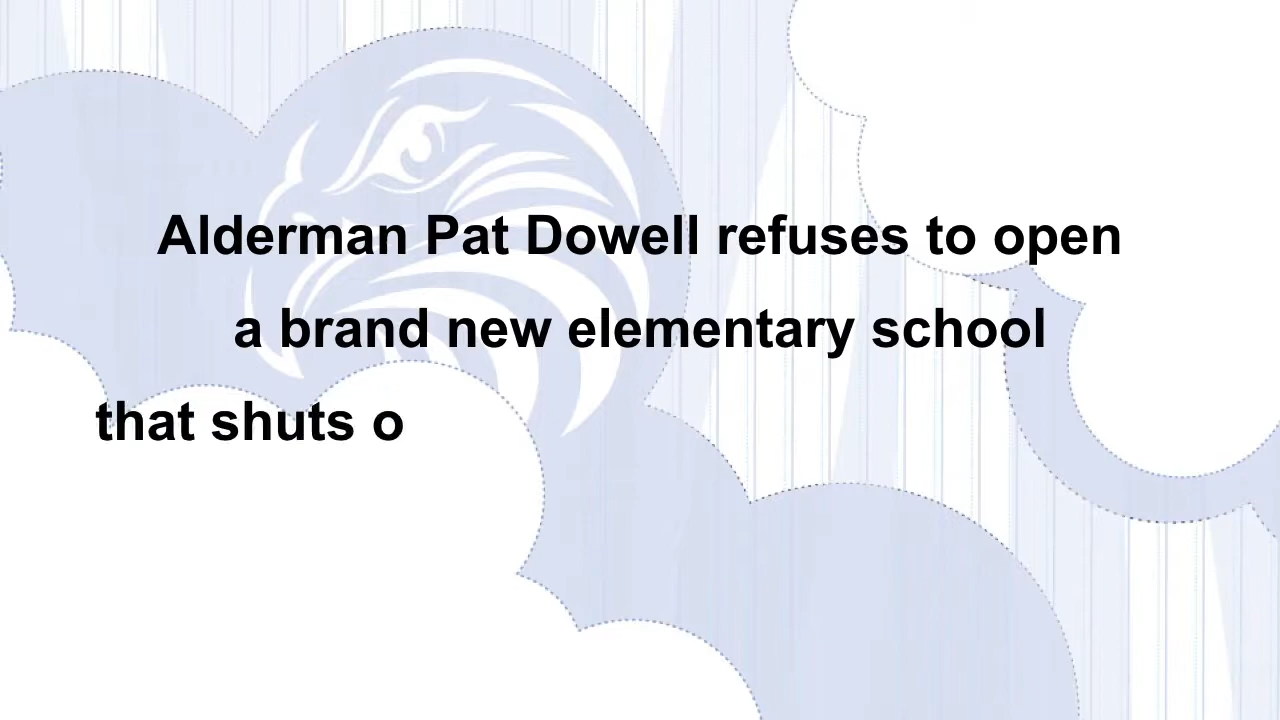 Alderman Pat Dowell refuses to open
a brand new elementary school
that shuts o